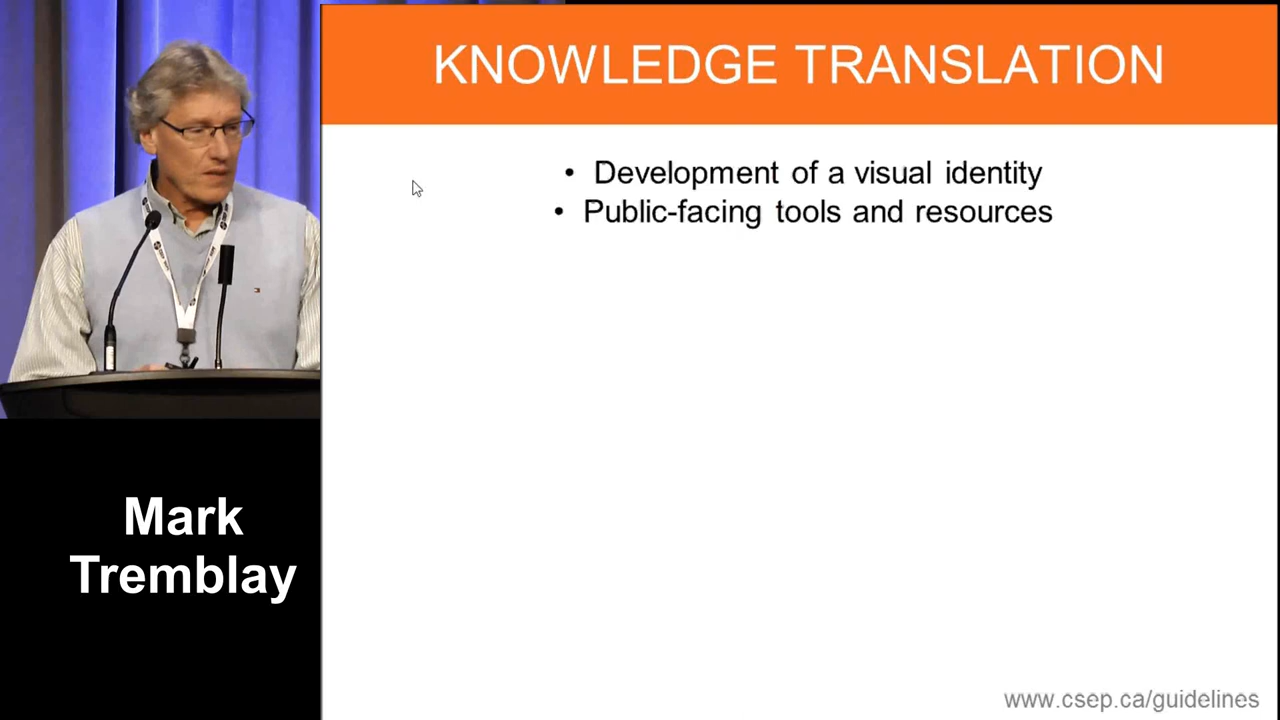 KNOWLEDGE TRANSLATION
• Development of a visual identity
• Public-facing tools and resources
Mark
Tremblay
www.csep.ca/guidelines